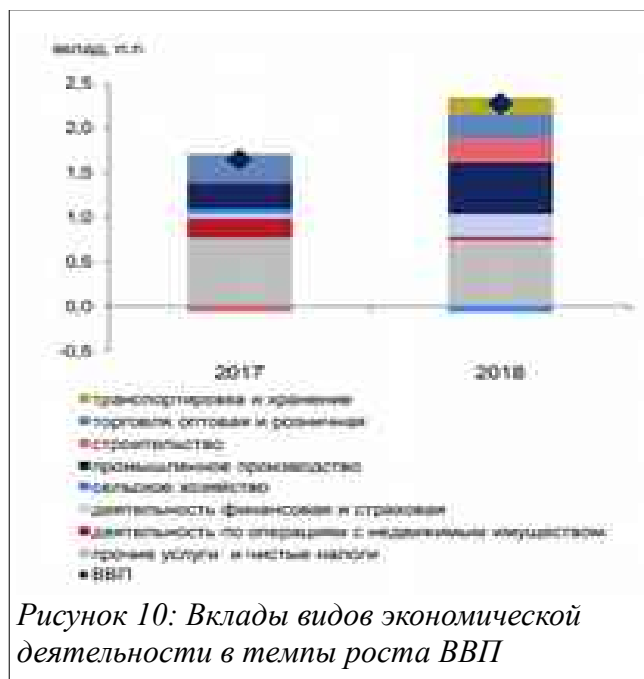 вклад, п.п.
2.5
2.0
1.5
1.0
0.5
0.0
-0.5
2017 2018
транспортировка и хранение
торговля оптовая и розничная
строительство
промышленное производство
сельское хозяйство
деятельность финансовая и страховая
деятельность по операциями с недвижимым имуществом
прочие услуги и чистые налоги
ВВП
Рисунок 10: Вклады видов экономической
деятельности в темпы роста ВВП